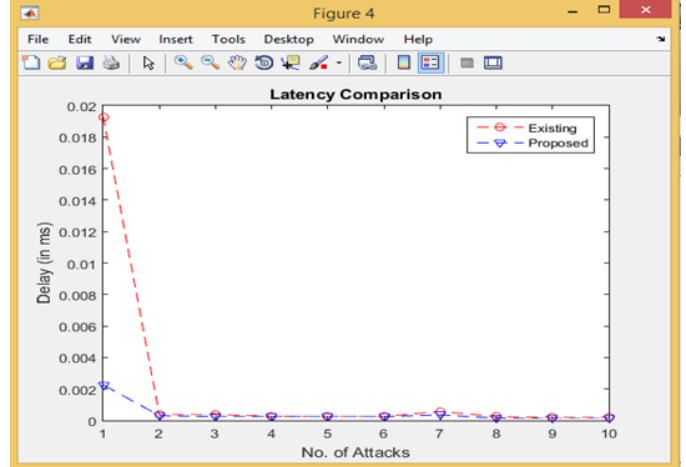 Figure 4
File Edit View Insert Tools Desktop Window Help
Latency Comparison
0.02
0.018
0.016
0.014
0.012
0.01
0.008
0.006
0.004
0.002
0
Delay (in ms)
Existing
Proposed
1 2 3 4 5 6 7 8 9 10
No. of Attacks